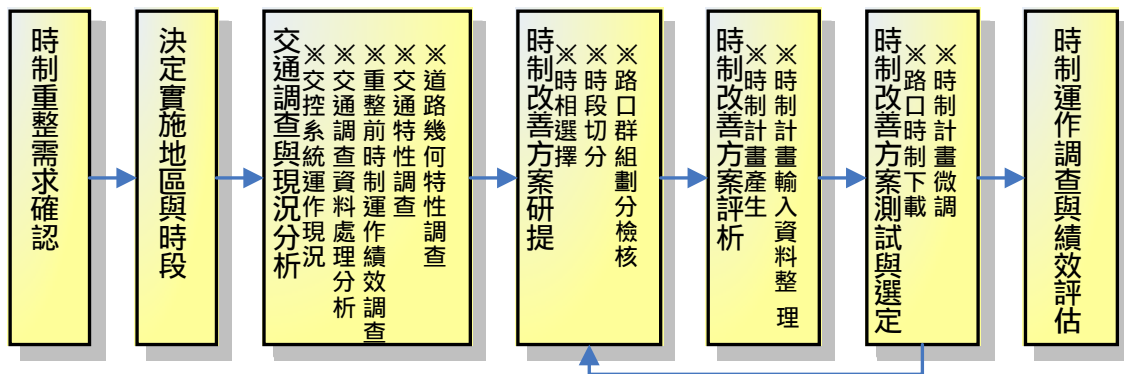 時制重整需求確認
決定實施地區與時段
交通調查與現況分析
※交控系統運作現況
※交通調查資料處理分析
※重整前時制運作績效調查
※交通特性調查
※道路幾何特性調查
時制改善方案研提
※時相選擇
※時段切分
※路口群組劃分檢核
時制改善方案評析
※時制計畫產生
※時制計畫輸入資料整 理
時制改善方案測試與選定
※路口時制下載
※時制計畫微調
時制運作調查與績效評估